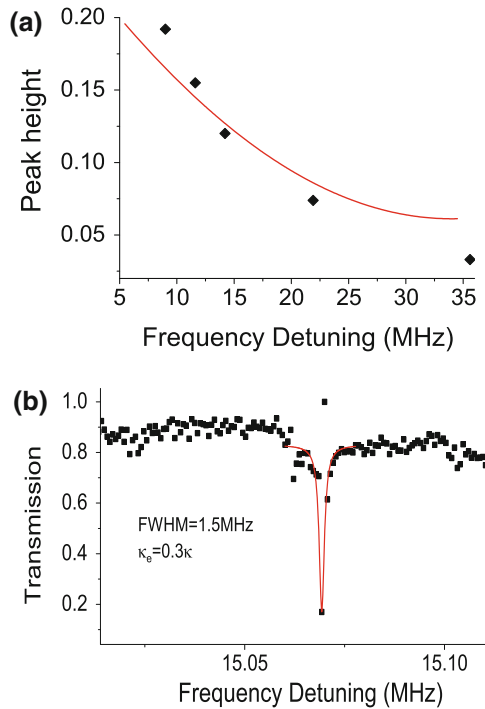 (a)
0.20
0.15
0.10
0.05
Peak height
5 10 15 20 25 30 35
Frequency Detuning (MHz)
(b)
1.0
0.8
0.6
0.4
0.2
Transmission
FWHM=1.5MHz
κe=0.3κ
15.05 15.10
Frequency Detuning (MHz)